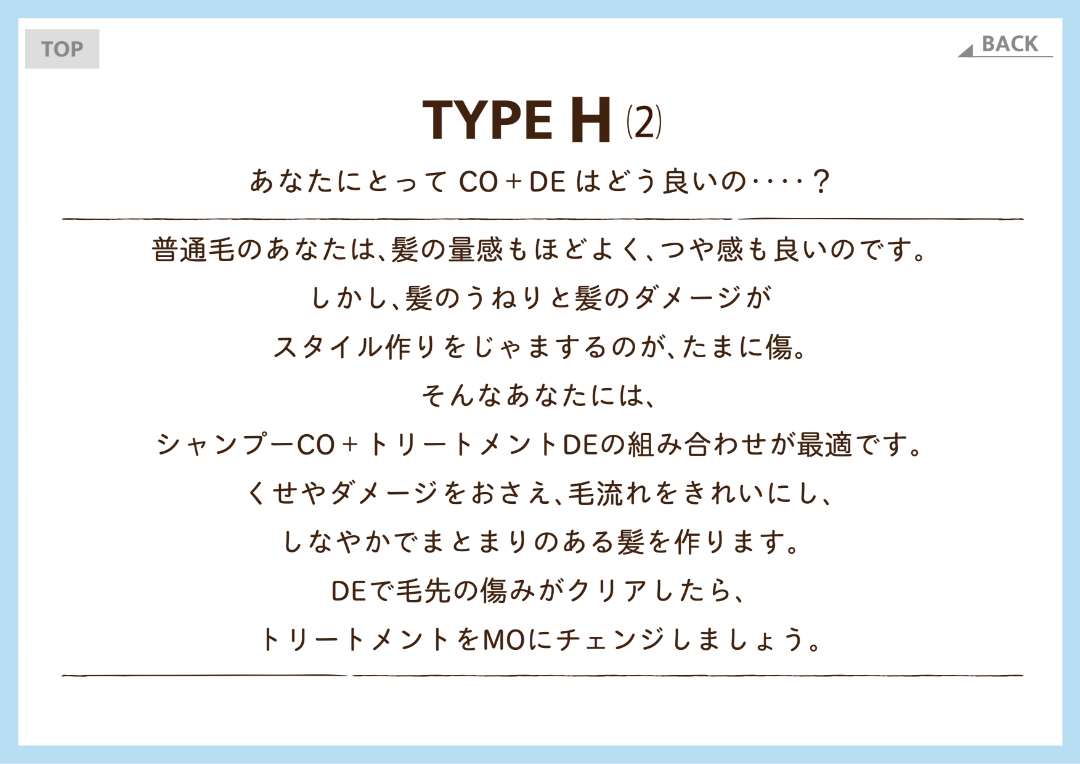 TOP
BACK
TYPE H (2)
あなたにとって CO＋DE はどう良いの‥‥？
普通毛のあなたは、髪の量感もほどよく、つや感も良いのです。
しかし、髪のうねりと髪のダメージが
スタイル作りをじゃまするのが、たまに傷。
そんなあなたには、
シャンプーCO＋トリートメントDEの組み合わせが最適です。
くせやダメージをおさえ、毛流れをきれいにし、
しなやかでまとまりのある髪を作ります。
DEで毛先の傷みがクリアしたら、
トリートメントをMOにチェンジしましょう。